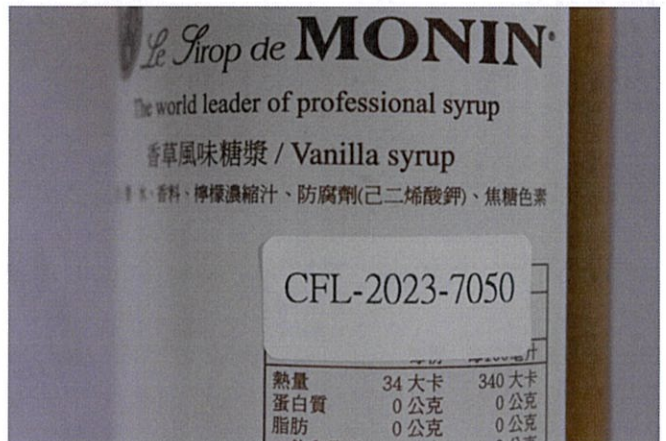 Le Sirop de MONIN®
The world leader of professional syrup
香草風味糖漿 / Vanilla syrup
水、香料、檸檬濃縮汁、防腐劑(己二烯酸鉀)、焦糖色素
CFL-2023-7050
熱量 34 大卡 340 大卡
蛋白質 0 公克 0 公克
脂肪 0 公克 0 公克